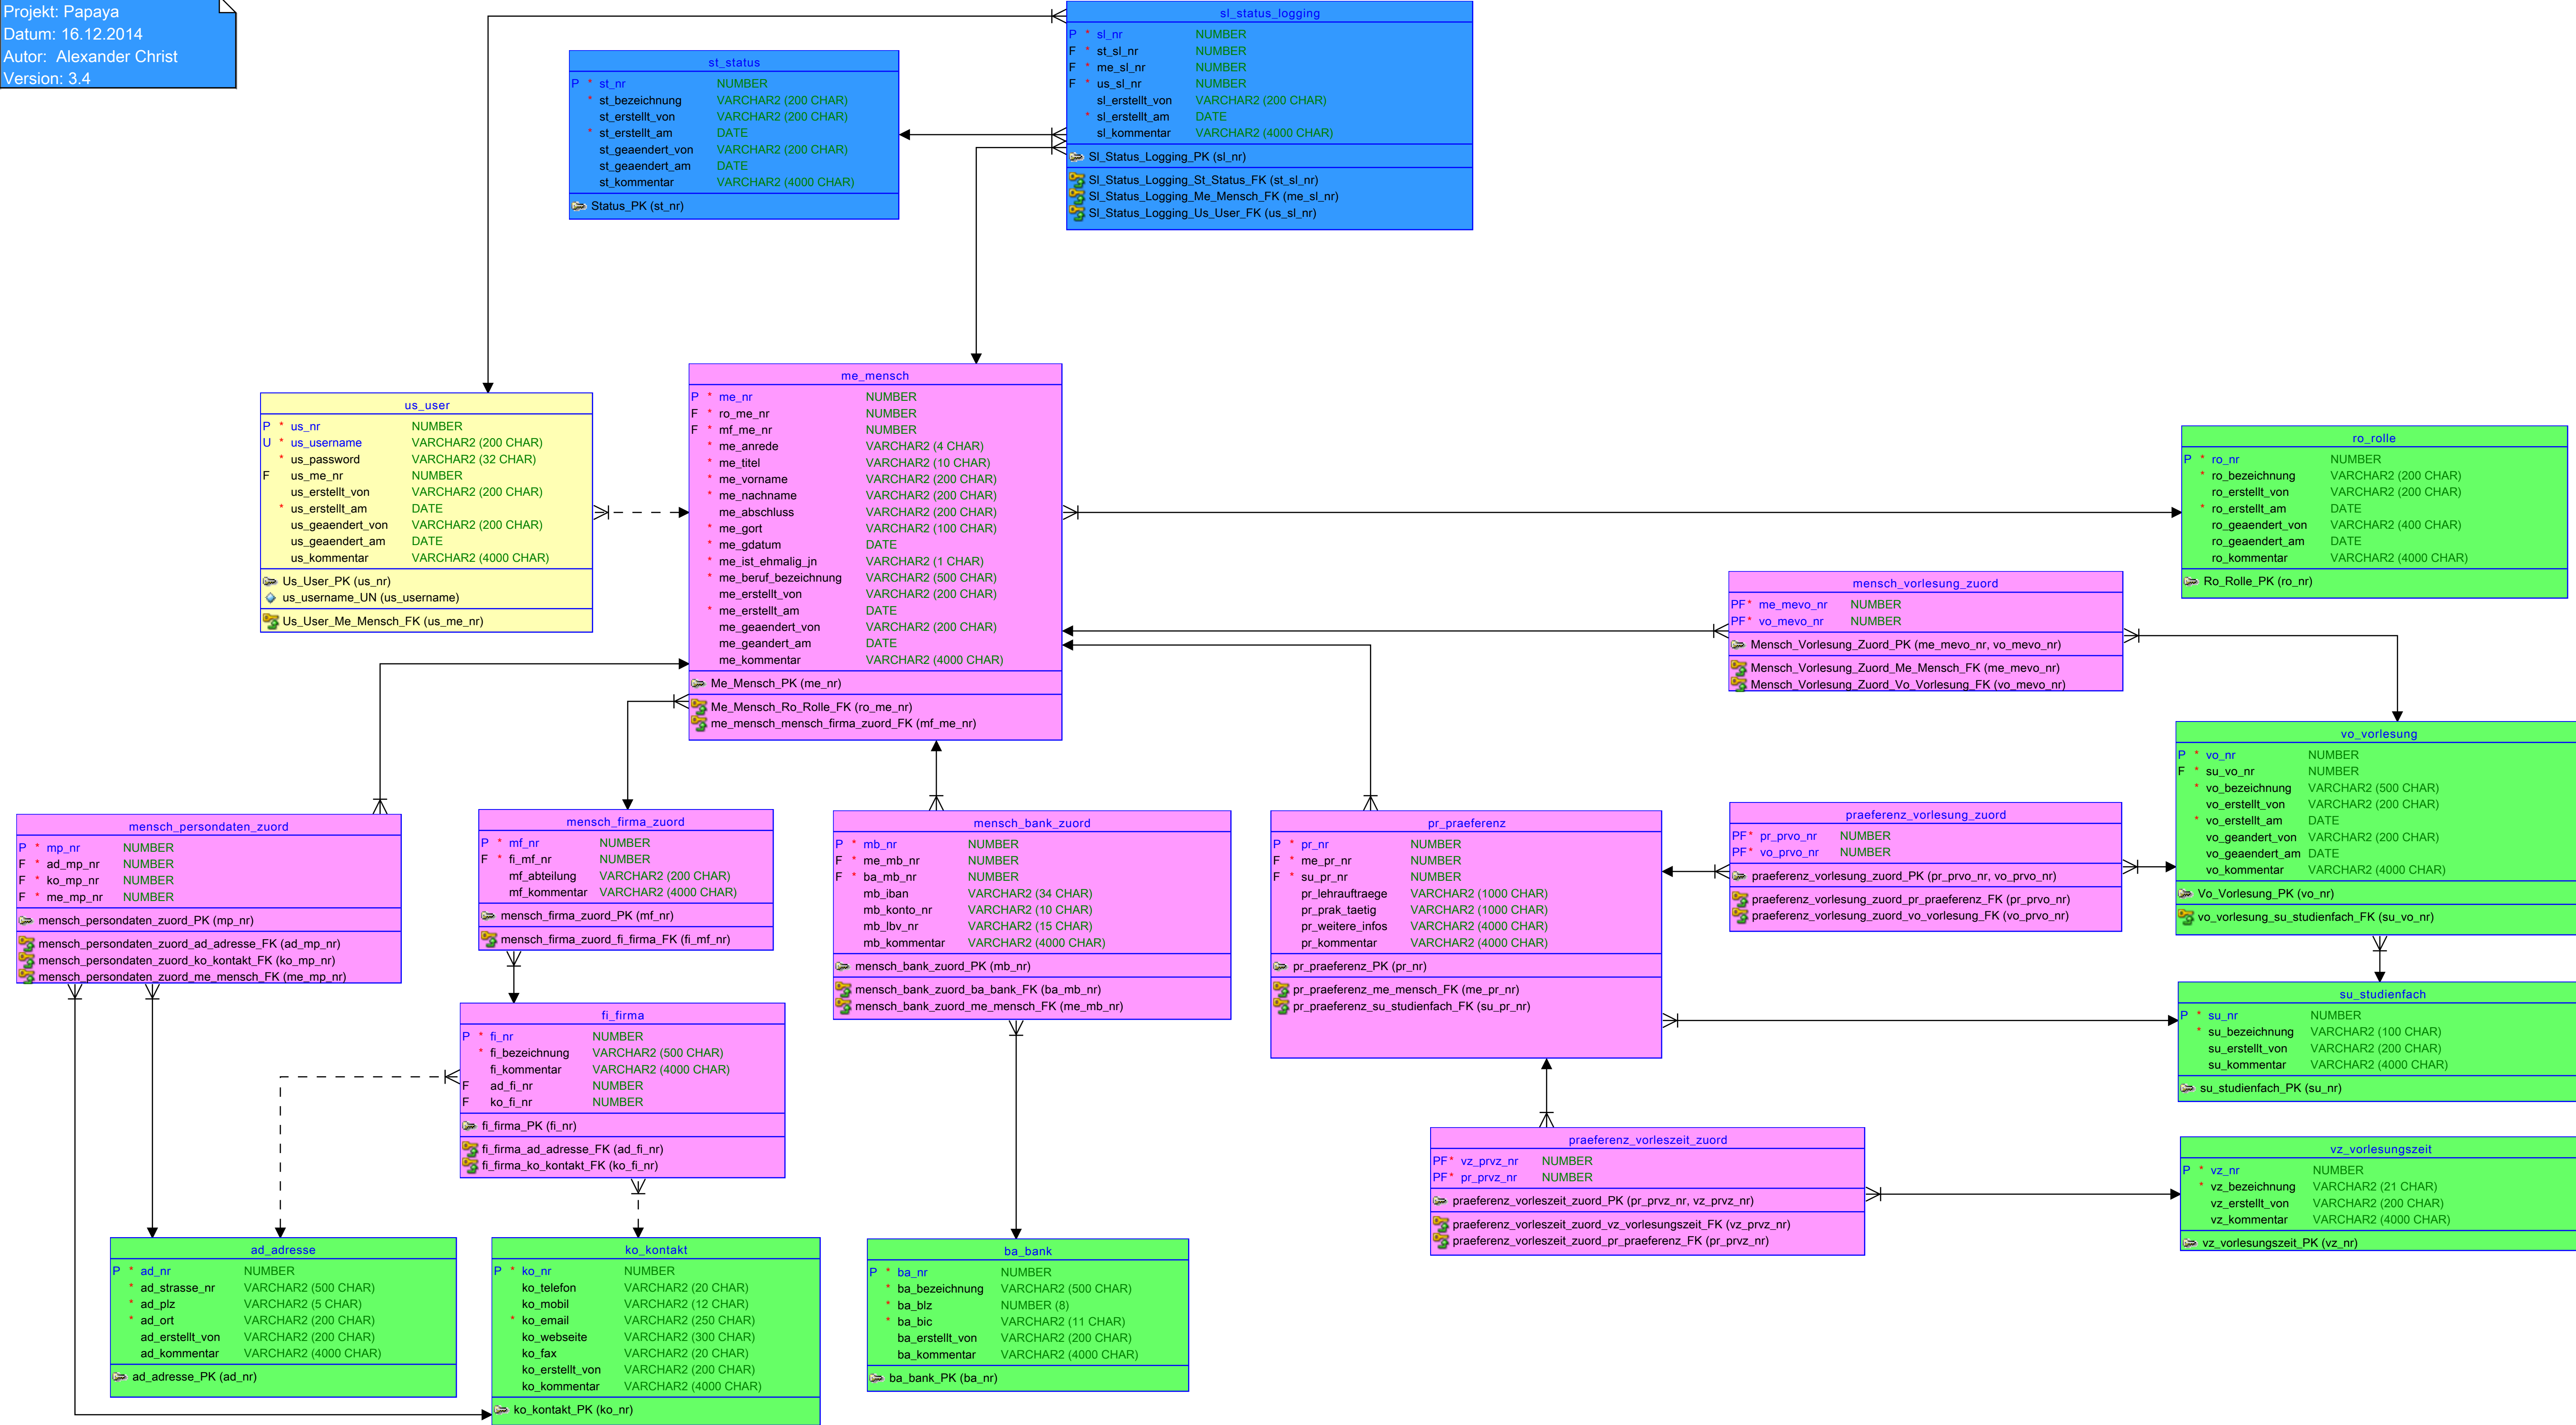 Projekt: Papaya
Datum: 16.12.2014
Autor: Alexander Christ
Version: 3.4
sl_status_logging
P * sl_nr NUMBER
F * st_sl_nr NUMBER
F * me_sl_nr NUMBER
F * us_sl_nr NUMBER
sl_erstellt_von VARCHAR2 (200 CHAR)
* sl_erstellt_am DATE
sl_kommentar VARCHAR2 (4000 CHAR)
Sl_Status_Logging_PK (sl_nr)
Sl_Status_Logging_St_Status_FK (st_sl_nr)
Sl_Status_Logging_Me_Mensch_FK (me_sl_nr)
Sl_Status_Logging_Us_User_FK (us_sl_nr)
st_status
P * st_nr NUMBER
* st_bezeichnung VARCHAR2 (200 CHAR)
st_erstellt_von VARCHAR2 (200 CHAR)
* st_erstellt_am DATE
st_geaendert_von VARCHAR2 (200 CHAR)
st_geaendert_am DATE
st_kommentar VARCHAR2 (4000 CHAR)
Status_PK (st_nr)
me_mensch
P * me_nr NUMBER
F * ro_me_nr NUMBER
F * mf_me_nr NUMBER
* me_anrede VARCHAR2 (4 CHAR)
* me_titel VARCHAR2 (10 CHAR)
* me_vorname VARCHAR2 (200 CHAR)
* me_nachname VARCHAR2 (200 CHAR)
me_abschluss VARCHAR2 (200 CHAR)
* me_gort VARCHAR2 (100 CHAR)
* me_gdatum DATE
* me_ist_ehmalig_jn VARCHAR2 (1 CHAR)
* me_beruf_bezeichnung VARCHAR2 (500 CHAR)
me_erstellt_von VARCHAR2 (200 CHAR)
* me_erstellt_am DATE
me_geaendert_von VARCHAR2 (200 CHAR)
me_geandert_am DATE
me_kommentar VARCHAR2 (4000 CHAR)
Me_Mensch_PK (me_nr)
Me_Mensch_Ro_Rolle_FK (ro_me_nr)
me_mensch_mensch_firma_zuord_FK (mf_me_nr)
us_user
P * us_nr NUMBER
U * us_username VARCHAR2 (200 CHAR)
* us_password VARCHAR2 (32 CHAR)
F us_me_nr NUMBER
us_erstellt_von VARCHAR2 (200 CHAR)
* us_erstellt_am DATE
us_geaendert_von VARCHAR2 (200 CHAR)
us_geaendert_am DATE
us_kommentar VARCHAR2 (4000 CHAR)
Us_User_PK (us_nr)
us_username_UN (us_username)
Us_User_Me_Mensch_FK (us_me_nr)
ro_rolle
P * ro_nr NUMBER
* ro_bezeichnung VARCHAR2 (200 CHAR)
ro_erstellt_von VARCHAR2 (200 CHAR)
* ro_erstellt_am DATE
ro_geaendert_von VARCHAR2 (400 CHAR)
ro_geaendert_am DATE
ro_kommentar VARCHAR2 (4000 CHAR)
Ro_Rolle_PK (ro_nr)
mensch_vorlesung_zuord
PF * me_mevo_nr NUMBER
PF * vo_mevo_nr NUMBER
Mensch_Vorlesung_Zuord_PK (me_mevo_nr, vo_mevo_nr)
Mensch_Vorlesung_Zuord_Me_Mensch_FK (me_mevo_nr)
Mensch_Vorlesung_Zuord_Vo_Vorlesung_FK (vo_mevo_nr)
vo_vorlesung
P * vo_nr NUMBER
F * su_vo_nr NUMBER
* vo_bezeichnung VARCHAR2 (500 CHAR)
vo_erstellt_von VARCHAR2 (200 CHAR)
* vo_erstellt_am DATE
vo_geandert_von VARCHAR2 (200 CHAR)
vo_geaendert_am DATE
vo_kommentar VARCHAR2 (4000 CHAR)
Vo_Vorlesung_PK (vo_nr)
vo_vorlesung_su_studienfach_FK (su_vo_nr)
mensch_persondaten_zuord
P * mp_nr NUMBER
F * ad_mp_nr NUMBER
F * ko_mp_nr NUMBER
F * me_mp_nr NUMBER
mensch_persondaten_zuord_PK (mp_nr)
mensch_persondaten_zuord_ad_adresse_FK (ad_mp_nr)
mensch_persondaten_zuord_ko_kontakt_FK (ko_mp_nr)
mensch_persondaten_zuord_me_mensch_FK (me_mp_nr)
mensch_firma_zuord
P * mf_nr NUMBER
F * fi_mf_nr NUMBER
mf_abteilung VARCHAR2 (200 CHAR)
mf_kommentar VARCHAR2 (4000 CHAR)
mensch_firma_zuord_PK (mf_nr)
mensch_firma_zuord_fi_firma_FK (fi_mf_nr)
mensch_bank_zuord
P * mb_nr NUMBER
F * me_mb_nr NUMBER
F * ba_mb_nr NUMBER
mb_iban VARCHAR2 (34 CHAR)
mb_konto_nr VARCHAR2 (10 CHAR)
mb_lbv_nr VARCHAR2 (15 CHAR)
mb_kommentar VARCHAR2 (4000 CHAR)
mensch_bank_zuord_PK (mb_nr)
mensch_bank_zuord_ba_bank_FK (ba_mb_nr)
mensch_bank_zuord_me_mensch_FK (me_mb_nr)
pr_praeferenz
P * pr_nr NUMBER
F * me_pr_nr NUMBER
F * su_pr_nr NUMBER
pr_lehrauftraege VARCHAR2 (1000 CHAR)
pr_prak_taetig VARCHAR2 (1000 CHAR)
pr_weitere_infos VARCHAR2 (4000 CHAR)
pr_kommentar VARCHAR2 (4000 CHAR)
pr_praeferenz_PK (pr_nr)
pr_praeferenz_me_mensch_FK (me_pr_nr)
pr_praeferenz_su_studienfach_FK (su_pr_nr)
praeferenz_vorlesung_zuord
PF * pr_prvo_nr NUMBER
PF * vo_prvo_nr NUMBER
praeferenz_vorlesung_zuord_PK (pr_prvo_nr, vo_prvo_nr)
praeferenz_vorlesung_zuord_pr_praeferenz_FK (pr_prvo_nr)
praeferenz_vorlesung_zuord_vo_vorlesung_FK (vo_prvo_nr)
fi_firma
P * fi_nr NUMBER
* fi_bezeichnung VARCHAR2 (500 CHAR)
fi_kommentar VARCHAR2 (4000 CHAR)
F ad_fi_nr NUMBER
F ko_fi_nr NUMBER
fi_firma_PK (fi_nr)
fi_firma_ad_adresse_FK (ad_fi_nr)
fi_firma_ko_kontakt_FK (ko_fi_nr)
su_studienfach
P * su_nr NUMBER
* su_bezeichnung VARCHAR2 (100 CHAR)
su_erstellt_von VARCHAR2 (200 CHAR)
su_kommentar VARCHAR2 (4000 CHAR)
su_studienfach_PK (su_nr)
praeferenz_vorleszeit_zuord
PF * vz_prvz_nr NUMBER
PF * pr_prvz_nr NUMBER
praeferenz_vorleszeit_zuord_PK (pr_prvz_nr, vz_prvz_nr)
praeferenz_vorleszeit_zuord_vz_vorlesungszeit_FK (vz_prvz_nr)
praeferenz_vorleszeit_zuord_pr_praeferenz_FK (pr_prvz_nr)
vz_vorlesungszeit
P * vz_nr NUMBER
* vz_bezeichnung VARCHAR2 (21 CHAR)
vz_erstellt_von VARCHAR2 (200 CHAR)
vz_kommentar VARCHAR2 (4000 CHAR)
vz_vorlesungszeit_PK (vz_nr)
ad_adresse
P * ad_nr NUMBER
* ad_strasse_nr VARCHAR2 (500 CHAR)
* ad_plz VARCHAR2 (5 CHAR)
* ad_ort VARCHAR2 (200 CHAR)
ad_erstellt_von VARCHAR2 (200 CHAR)
ad_kommentar VARCHAR2 (4000 CHAR)
ad_adresse_PK (ad_nr)
ko_kontakt
P * ko_nr NUMBER
ko_telefon VARCHAR2 (20 CHAR)
ko_mobil VARCHAR2 (12 CHAR)
* ko_email VARCHAR2 (250 CHAR)
ko_webseite VARCHAR2 (300 CHAR)
ko_fax VARCHAR2 (20 CHAR)
ko_erstellt_von VARCHAR2 (200 CHAR)
ko_kommentar VARCHAR2 (4000 CHAR)
ko_kontakt_PK (ko_nr)
ba_bank
P * ba_nr NUMBER
* ba_bezeichnung VARCHAR2 (500 CHAR)
* ba_blz NUMBER (8)
* ba_bic VARCHAR2 (11 CHAR)
ba_erstellt_von VARCHAR2 (200 CHAR)
ba_kommentar VARCHAR2 (4000 CHAR)
ba_bank_PK (ba_nr)